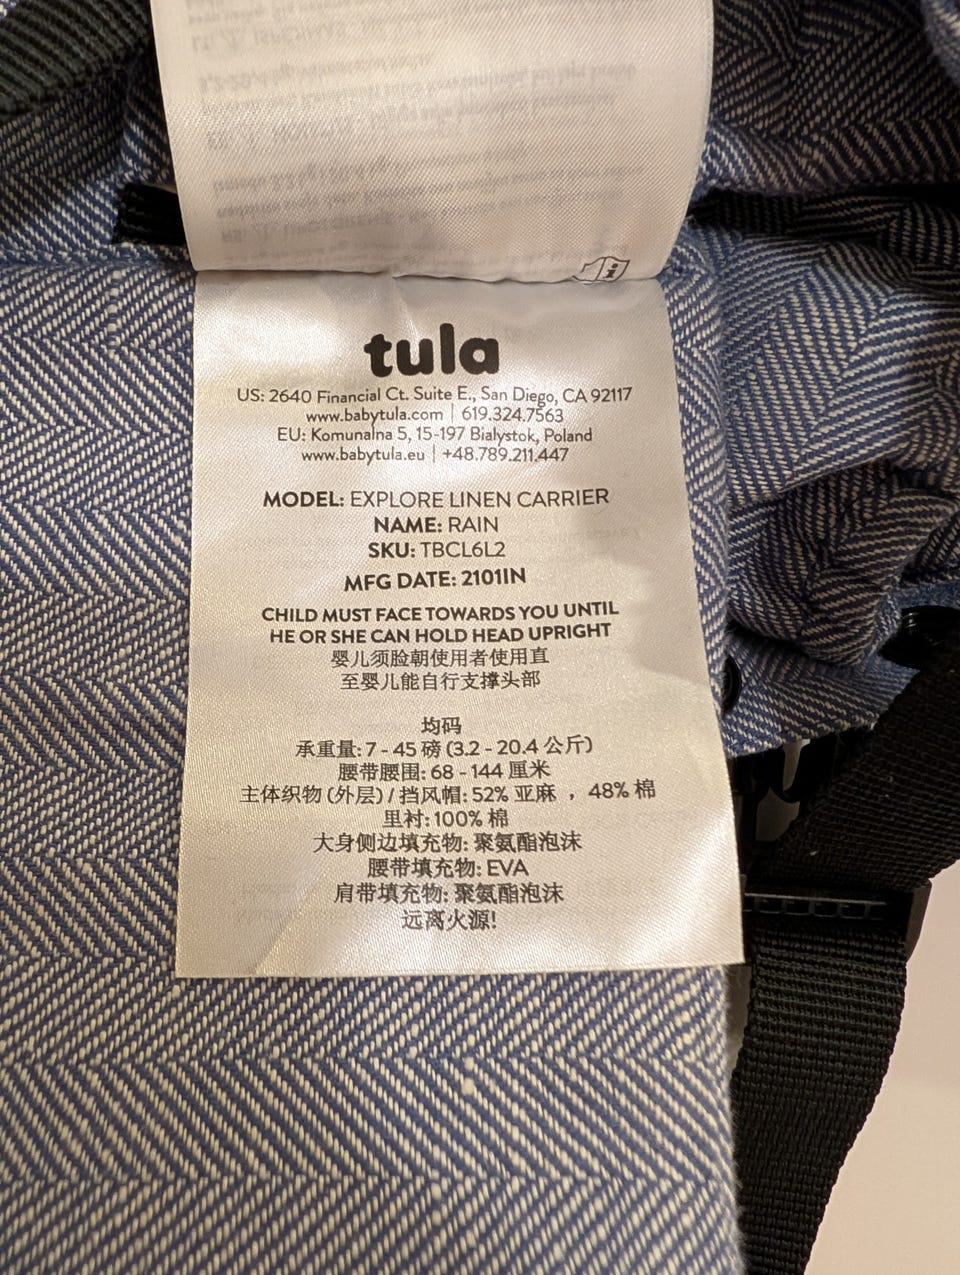 tula
US: 2640 Financial Ct. Suite E., San Diego, CA 92117
www.babytula.com | 619.324.7563
EU: Komunalna 5, 15-197 Bialystok, Poland
www.babytula.eu | +48.789.211.447
MODEL: EXPLORE LINEN CARRIER
NAME: RAIN
SKU: TBCL6L2
MFG DATE: 2101IN
CHILD MUST FACE TOWARDS YOU UNTIL
HE OR SHE CAN HOLD HEAD UPRIGHT
婴儿须脸朝使用者使用直
至婴儿能自行支撑头部
均码
承重量: 7 - 45 磅 (3.2 - 20.4 公斤)
腰带腰围: 68 - 144 厘米
主体织物 (外层) / 挡风帽: 52% 亚麻 ，48% 棉
里衬: 100% 棉
大身侧边填充物: 聚氨酯泡沫
腰带填充物: EVA
肩带填充物: 聚氨酯泡沫
远离火源!